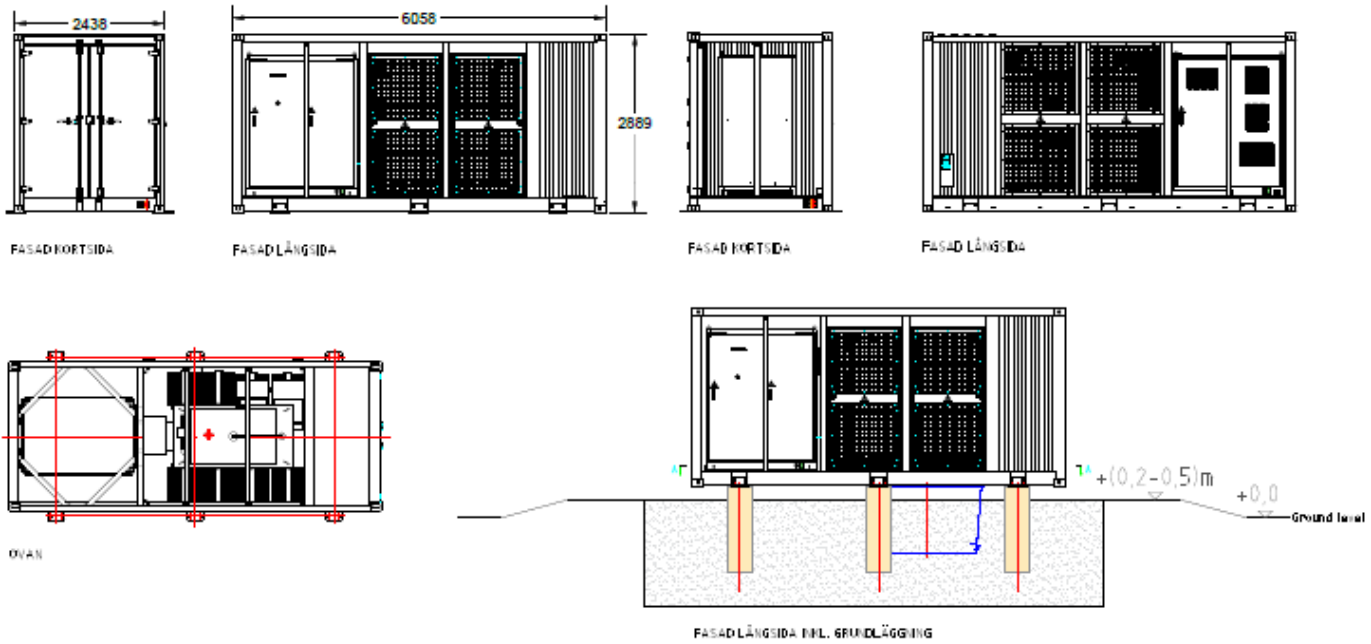 2438
6058
2889
FASAD KORTSIDA
FASAD LÅNGSIDA
FASAD KORTSIDA
FASAD LÅNGSIDA
A
A
+(0,2-0,5)m
+0,0
Ground level
OVAN
FASAD LÅNGSIDA INKL. GRUNDLÄGGNING